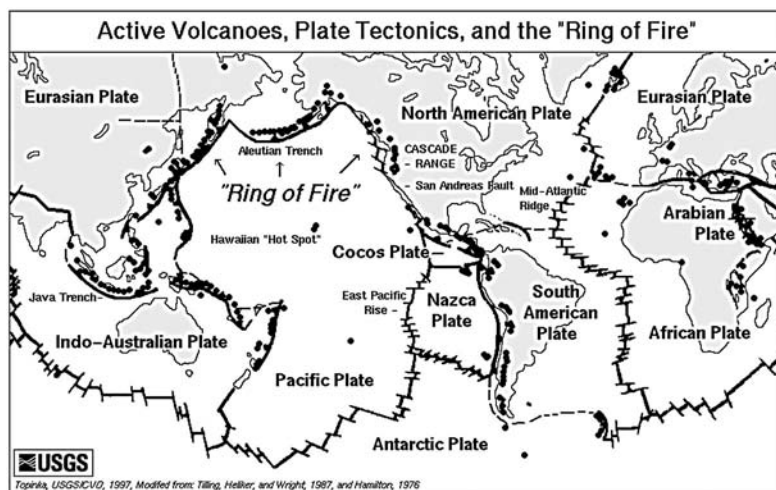 Active Volcanoes, Plate Tectonics, and the "Ring of Fire"
Eurasian Plate
North American Plate
Eurasian Plate
Aleutian Trench
CASCADE
RANGE
"Ring of Fire"
San Andreas Fault
Mid-Atlantic
Ridge
Arabian
Plate
Hawaiian "Hot Spot"
Cocos Plate
Java Trench
East Pacific
Rise
Nazca
Plate
South
American
Plate
Indo-Australian Plate
African Plate
Pacific Plate
Antarctic Plate
USGS
Topinka, USGS/CVO, 1997, Modified from: Tilling, Heliker, and Wright, 1987, and Hamilton, 1976